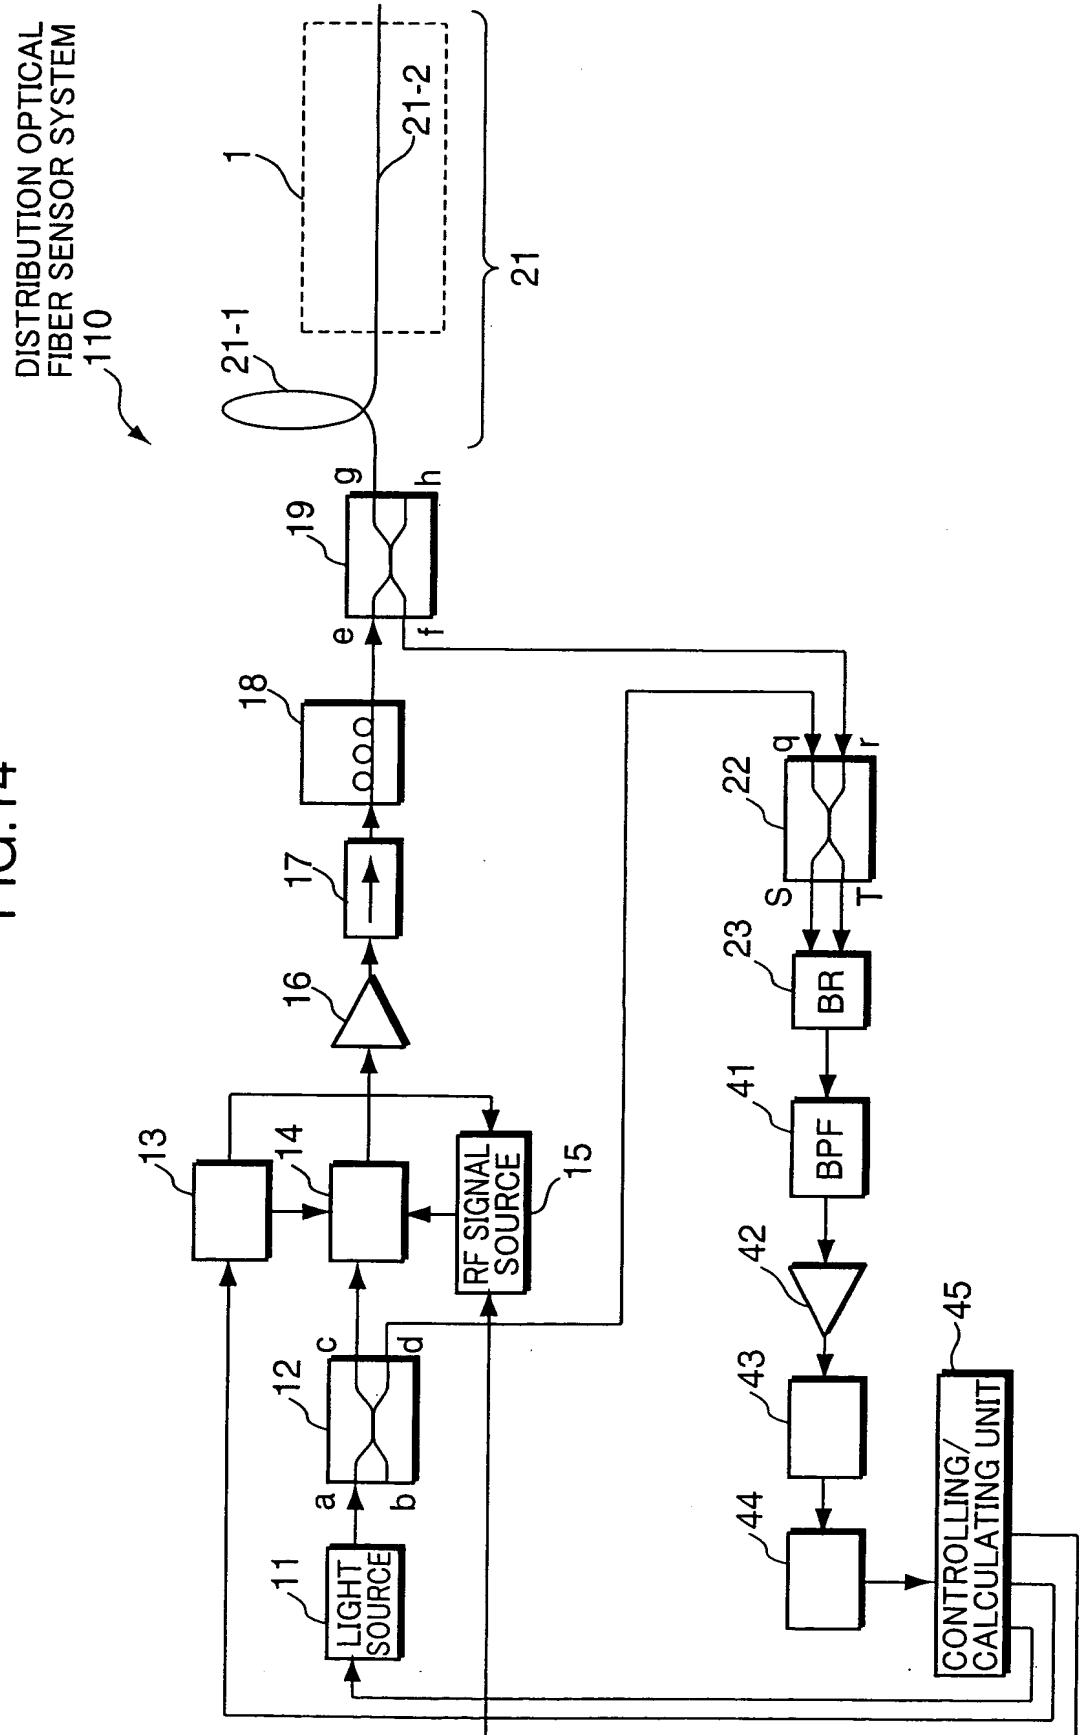 FIG.14
DISTRIBUTION OPTICAL
FIBER SENSOR SYSTEM
110
11
LIGHT
SOURCE
a
b
12
c
d
13
14
RF SIGNAL
SOURCE
15
16
17
18
e
f
19
g
h
21-1
1
21-2
21
q
r
22
S
T
23
BR
41
BPF
42
43
44
45
CONTROLLING/
CALCULATING UNIT